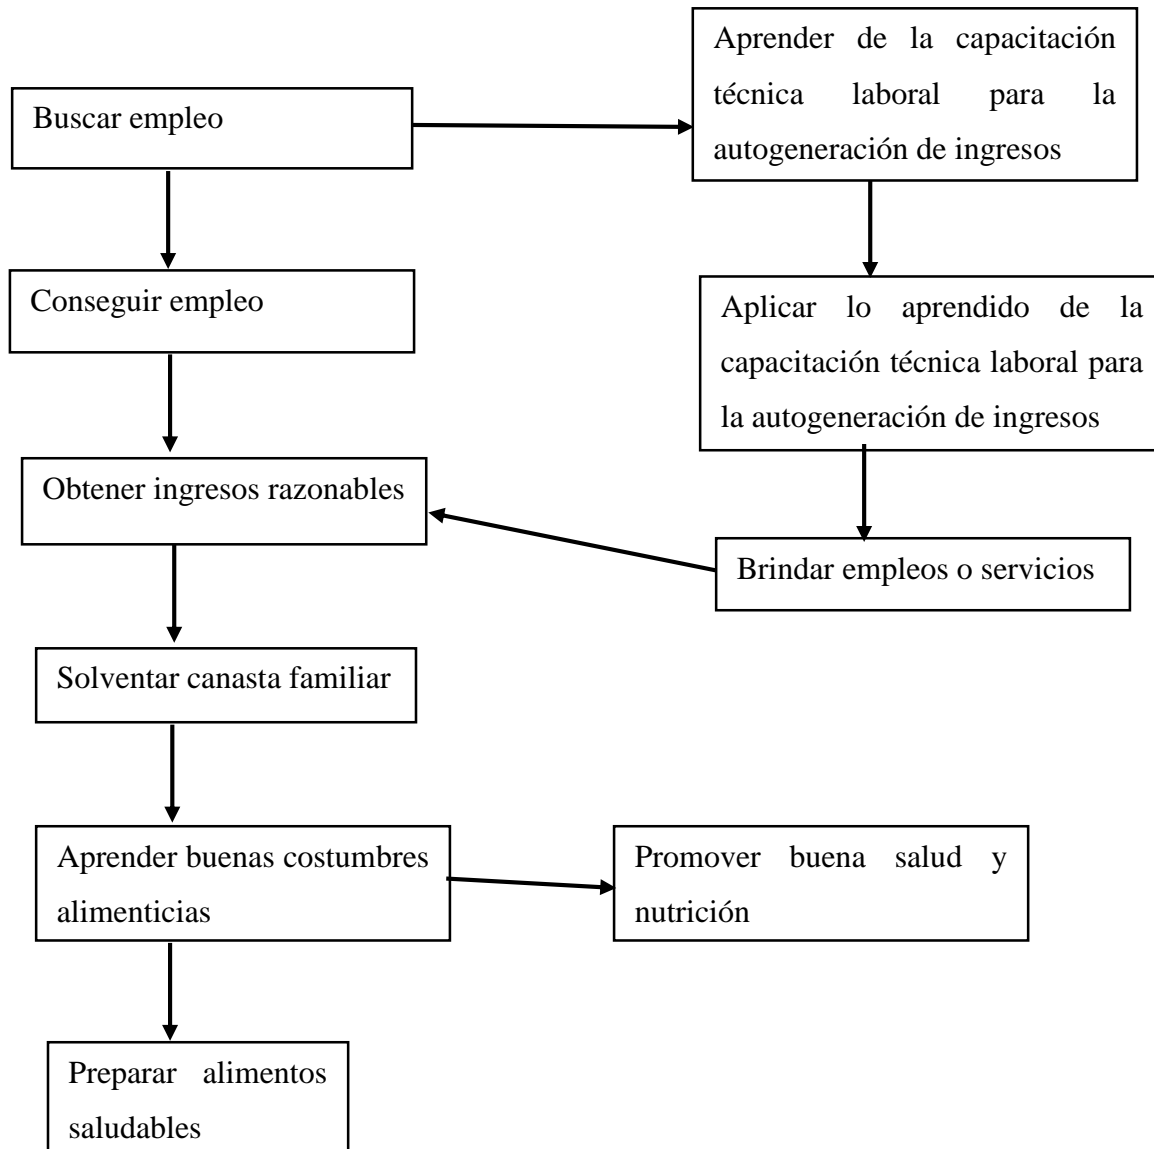 Buscar empleo
Aprender de la capacitación
técnica laboral para la
autogeneración de ingresos
Conseguir empleo
Aplicar lo aprendido de la
capacitación técnica laboral para
la autogeneración de ingresos
Obtener ingresos razonables
Brindar empleos o servicios
Solventar canasta familiar
Aprender buenas costumbres
alimenticias
Promover buena salud y
nutrición
Preparar alimentos
saludables